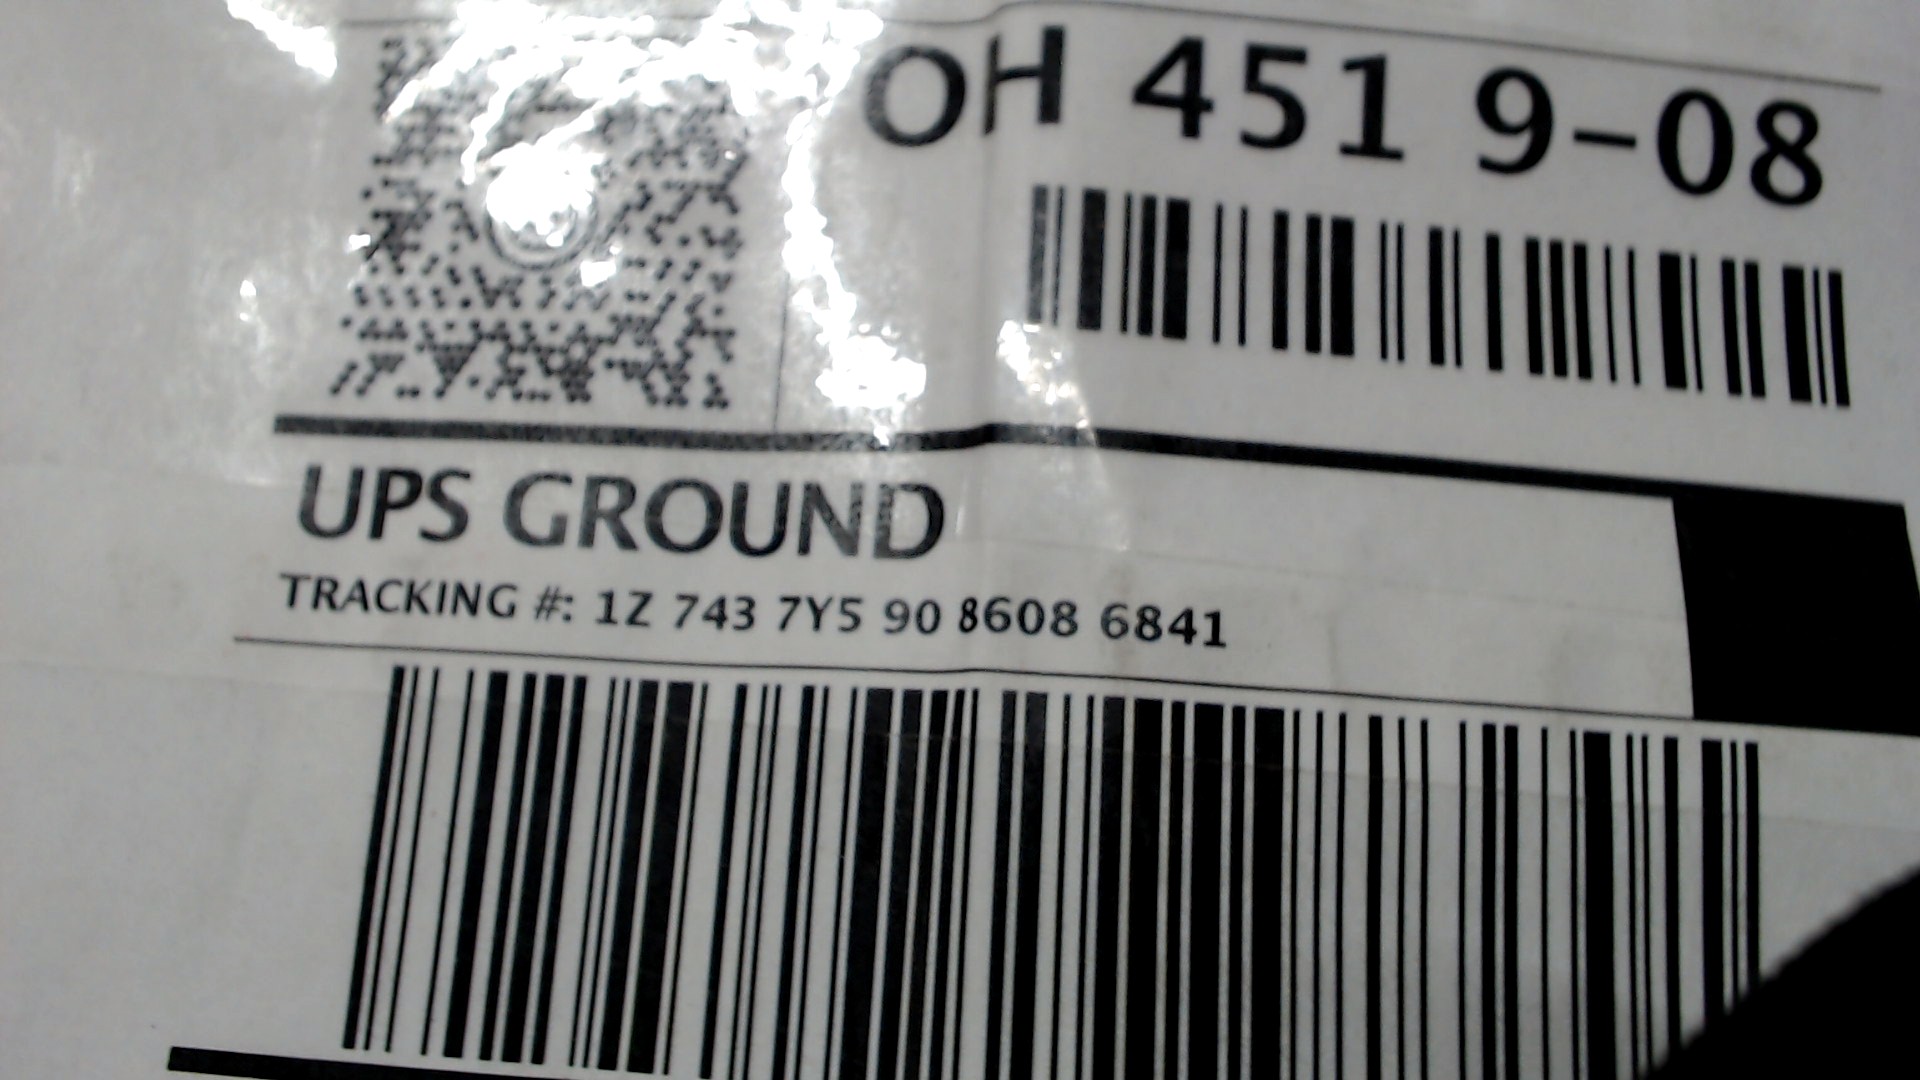 OH 451 9-08
UPS GROUND
TRACKING #: 1Z 743 7Y5 90 8608 6841